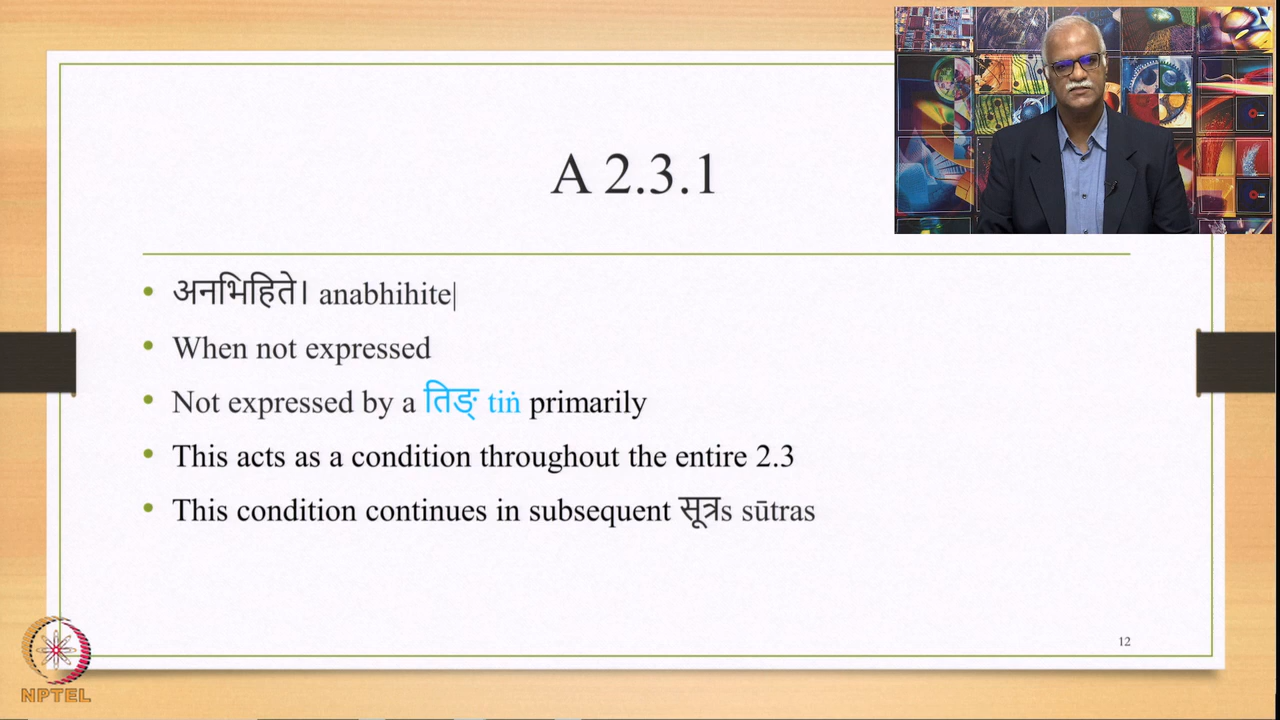 A 2.3.1
अनभिहिते। anabhihite|
When not expressed
Not expressed by a तिङ् tiṅ primarily
This acts as a condition throughout the entire 2.3
This condition continues in subsequent सूत्रs sūtras
12
NPTEL